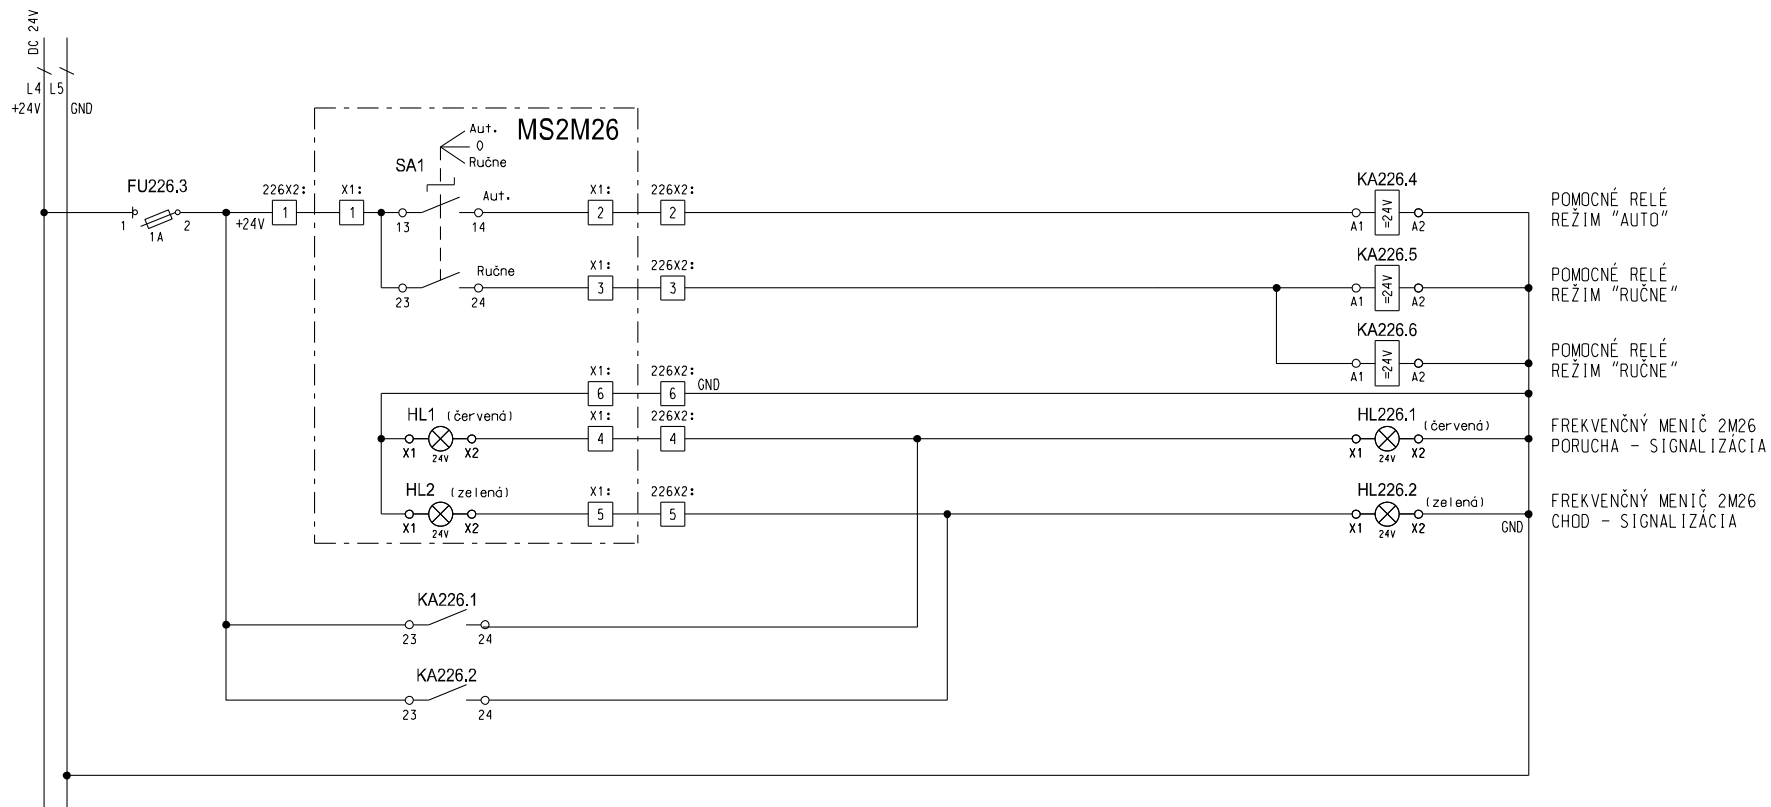 DC 24V
L4 L5
+24V GND
MS2M26
Aut.
0
Ručne
SA1
FU226.3
1 2
1A
+24V
226X2: X1:
1 1
13 14
Aut.
X1: 226X2:
2 2
KA226.4
A1 =24V A2
POMOCNÉ RELÉ
REŽIM "AUTO"
Ručne
23 24
X1: 226X2:
3 3
KA226.5
A1 =24V A2
POMOCNÉ RELÉ
REŽIM "RUČNE"
KA226.6
A1 =24V A2
POMOCNÉ RELÉ
REŽIM "RUČNE"
X1: 226X2:
6 6 GND
HL1 (červená)
X1 24V X2
X1: 226X2:
4 4
HL226.1 (červená)
X1 24V X2
FREKVENČNÝ MENIČ 2M26
PORUCHA - SIGNALIZÁCIA
HL2 (zelená)
X1 24V X2
X1: 226X2:
5 5
HL226.2 (zelená)
X1 24V X2
GND
FREKVENČNÝ MENIČ 2M26
CHOD - SIGNALIZÁCIA
KA226.1
23 24
KA226.2
23 24